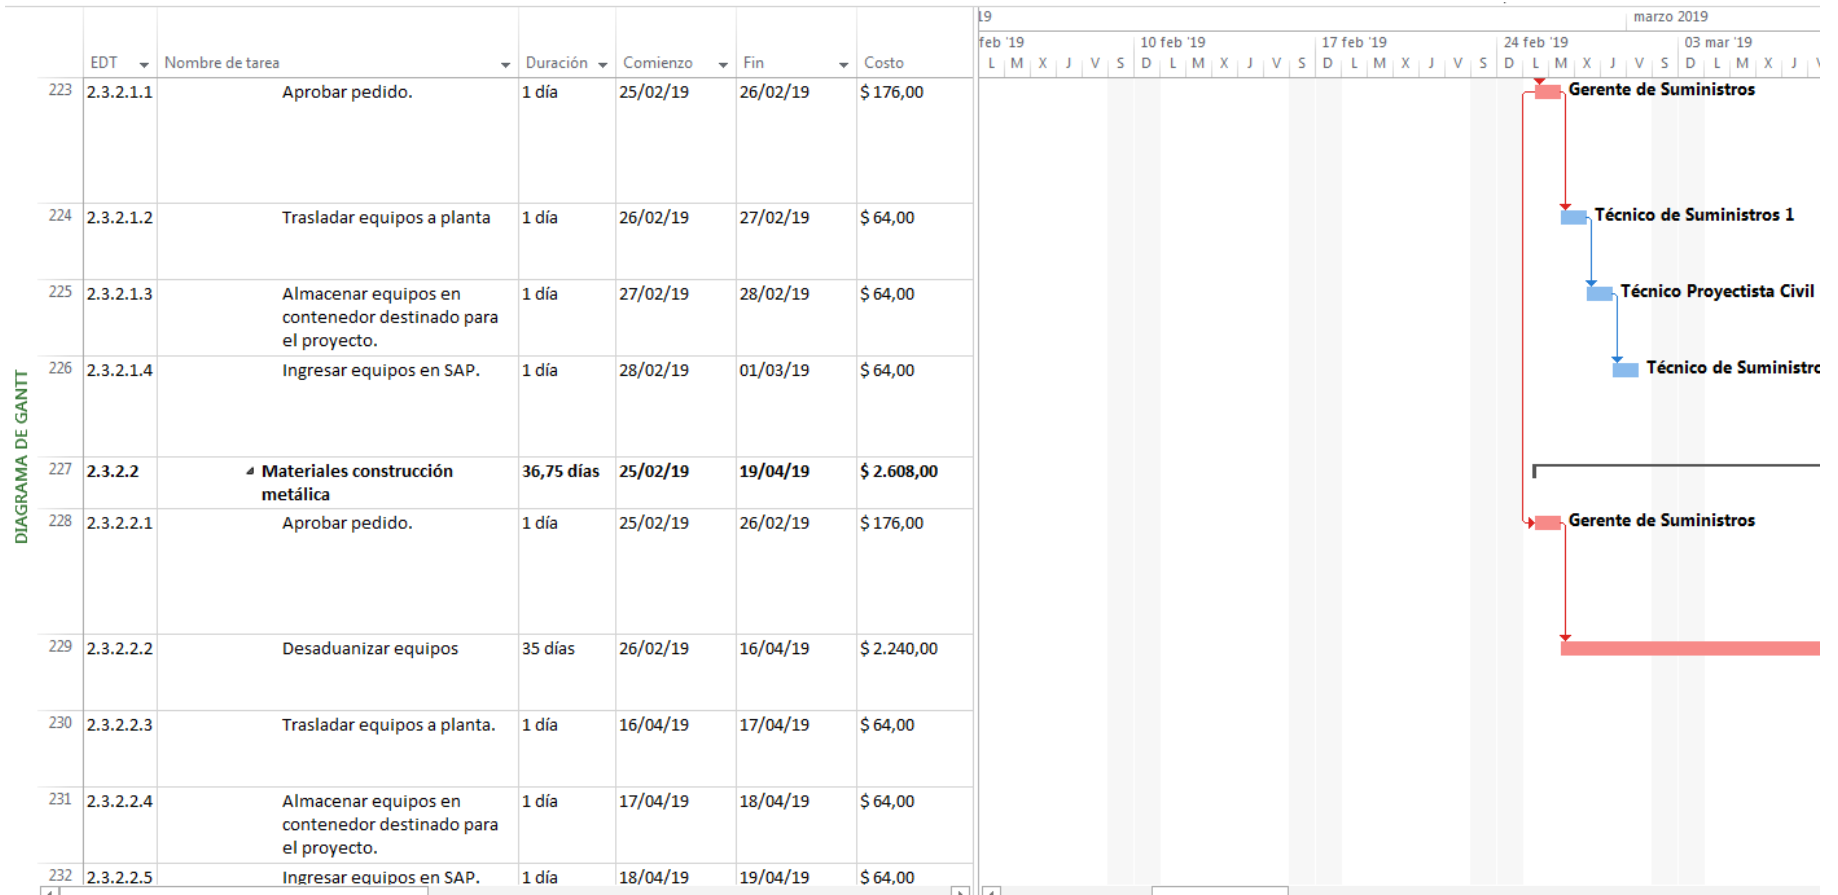 19
marzo 2019
feb '19
10 feb '19
17 feb '19
24 feb '19
03 mar '19
EDT
Nombre de tarea
Duración
Comienzo
Fin
Costo
L M X J V S D L M X J V S D L M X J V S D L M X J V S D L M X J V
223 2.3.2.1.1 Aprobar pedido. 1 día 25/02/19 26/02/19 $ 176,00 Gerente de Suministros
224 2.3.2.1.2 Trasladar equipos a planta 1 día 26/02/19 27/02/19 $ 64,00 Técnico de Suministros 1
225 2.3.2.1.3 Almacenar equipos en 1 día 27/02/19 28/02/19 $ 64,00 Técnico Proyectista Civil
contenedor destinado para
el proyecto.
226 2.3.2.1.4 Ingresar equipos en SAP. 1 día 28/02/19 01/03/19 $ 64,00 Técnico de Suministro
227 2.3.2.2 Materiales construcción 36,75 días 25/02/19 19/04/19 $ 2.608,00
metálica
228 2.3.2.2.1 Aprobar pedido. 1 día 25/02/19 26/02/19 $ 176,00 Gerente de Suministros
229 2.3.2.2.2 Desaduanizar equipos 35 días 26/02/19 16/04/19 $ 2.240,00
230 2.3.2.2.3 Trasladar equipos a planta. 1 día 16/04/19 17/04/19 $ 64,00
231 2.3.2.2.4 Almacenar equipos en 1 día 17/04/19 18/04/19 $ 64,00
contenedor destinado para
el proyecto.
232 2.3.2.2.5 Ingresar equipos en SAP. 1 día 18/04/19 19/04/19 $ 64,00
DIAGRAMA DE GANTT